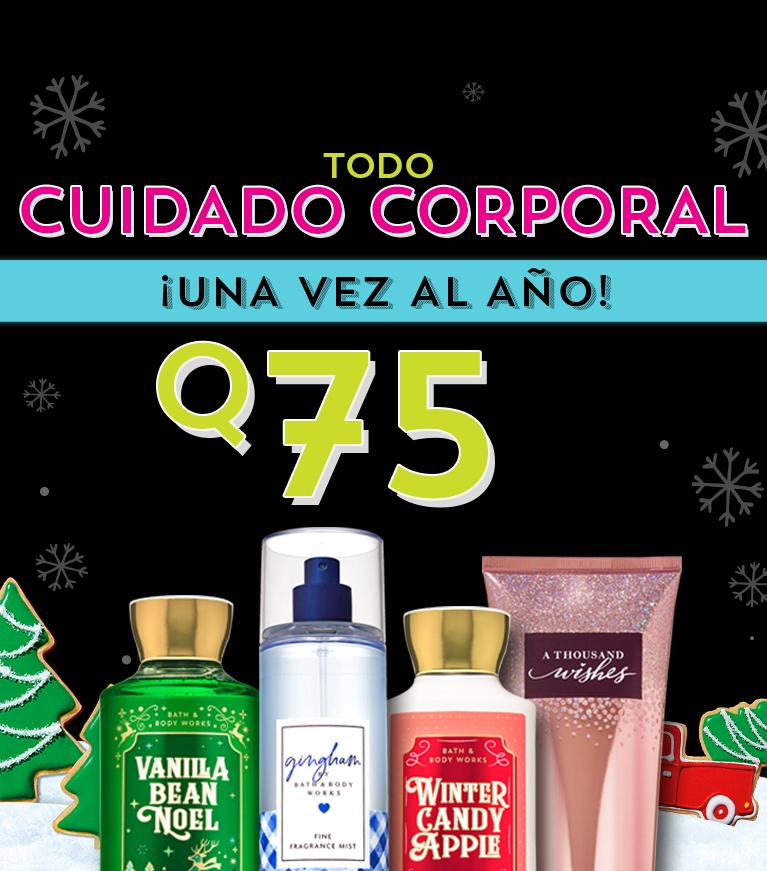 TODO
CUIDADO CORPORAL
¡UNA VEZ AL AÑO!
Q75
BATH &
BODY WORKS
VANILLA
BEAN
NOEL
gingham
BATH & BODY
WORKS
FINE
FRAGRANCE MIST
BATH &
BODY WORKS
WINTER
CANDY
APPLE
A THOUSAND
wishes